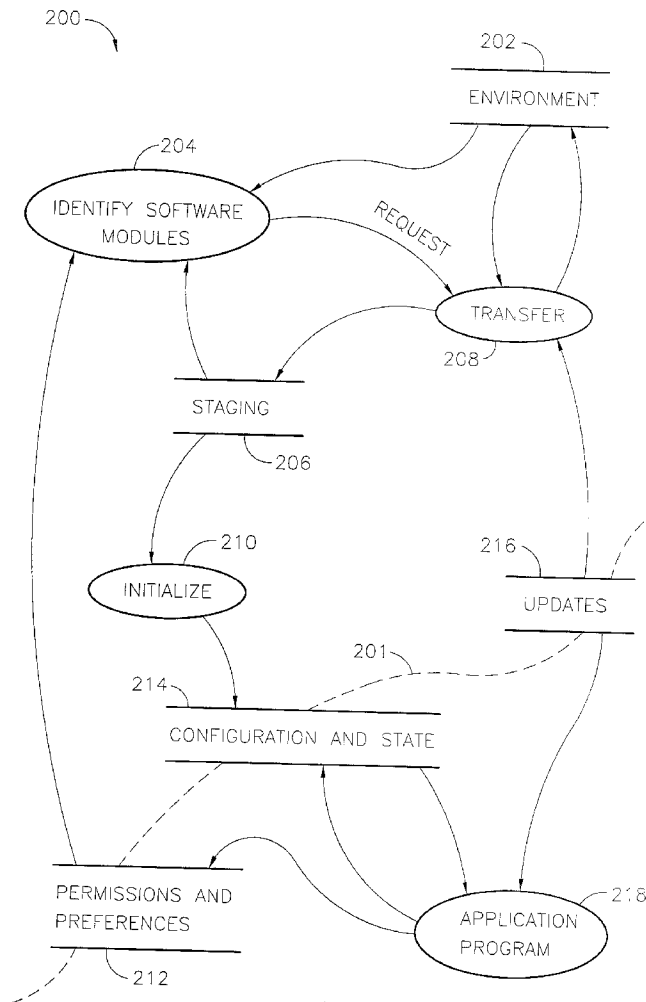 200
202
ENVIRONMENT
204
IDENTIFY SOFTWARE
MODULES
REQUEST
TRANSFER
208
STAGING
206
210
INITIALIZE
216
UPDATES
201
214
CONFIGURATION AND STATE
PERMISSIONS AND
PREFERENCES
212
218
APPLICATION
PROGRAM